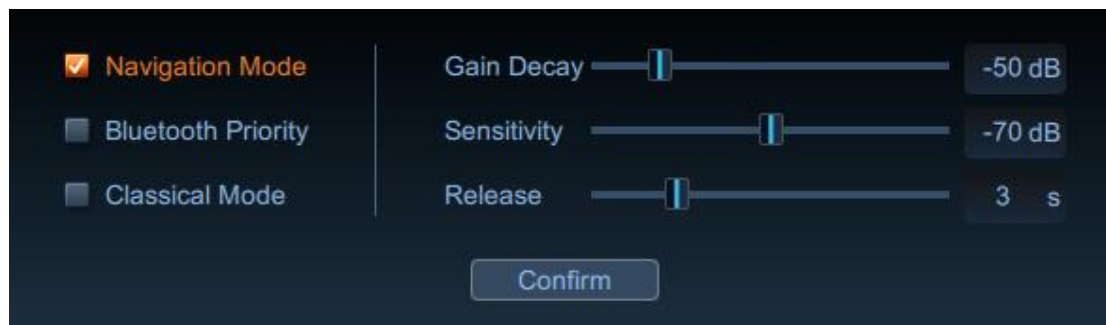 Navigation Mode
Bluetooth Priority
Classical Mode
Gain Decay -50 dB
Sensitivity -70 dB
Release 3 s
Confirm